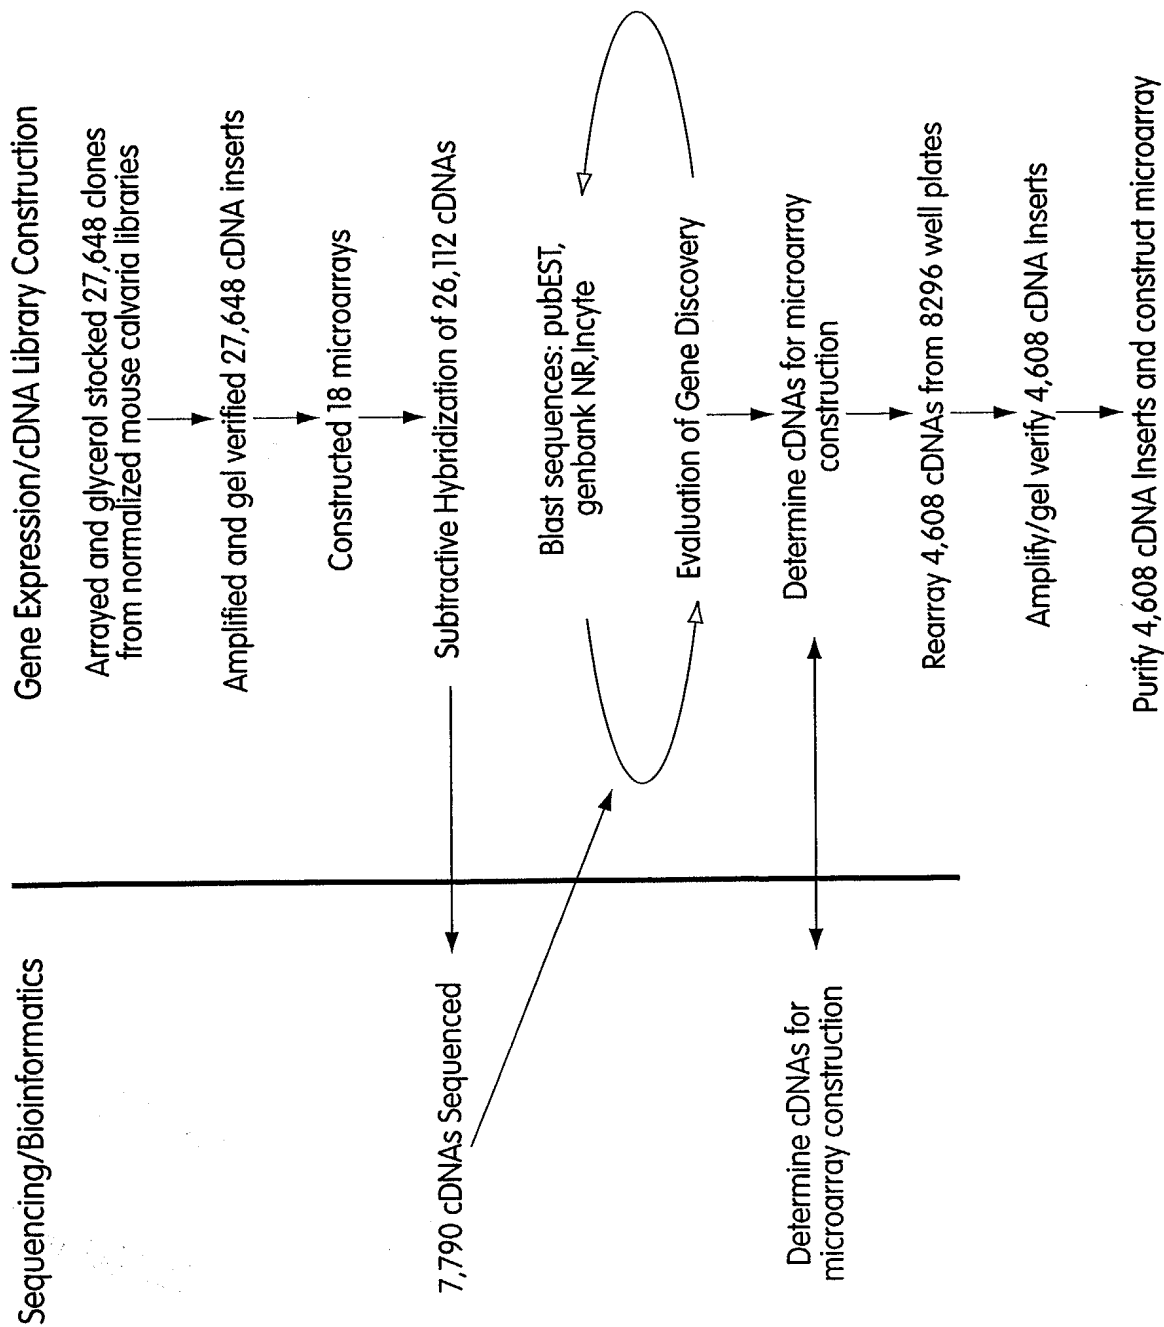 Sequencing/Bioinformatics
Gene Expression/cDNA Library Construction
Arrayed and glycerol stocked 27,648 clones
from normalized mouse calvaria libraries
Amplified and gel verified 27,648 cDNA inserts
Constructed 18 microarrays
Subtractive Hybridization of 26,112 cDNAs
7,790 cDNAs Sequenced
Blast sequences: pubEST,
genbank NR,Incyte
Evaluation of Gene Discovery
Determine cDNAs for
microarray construction
Determine cDNAs for microarray
construction
Rearray 4,608 cDNAs from 8296 well plates
Amplify/gel verify 4,608 cDNA Inserts
Purify 4,608 cDNA Inserts and construct microarray